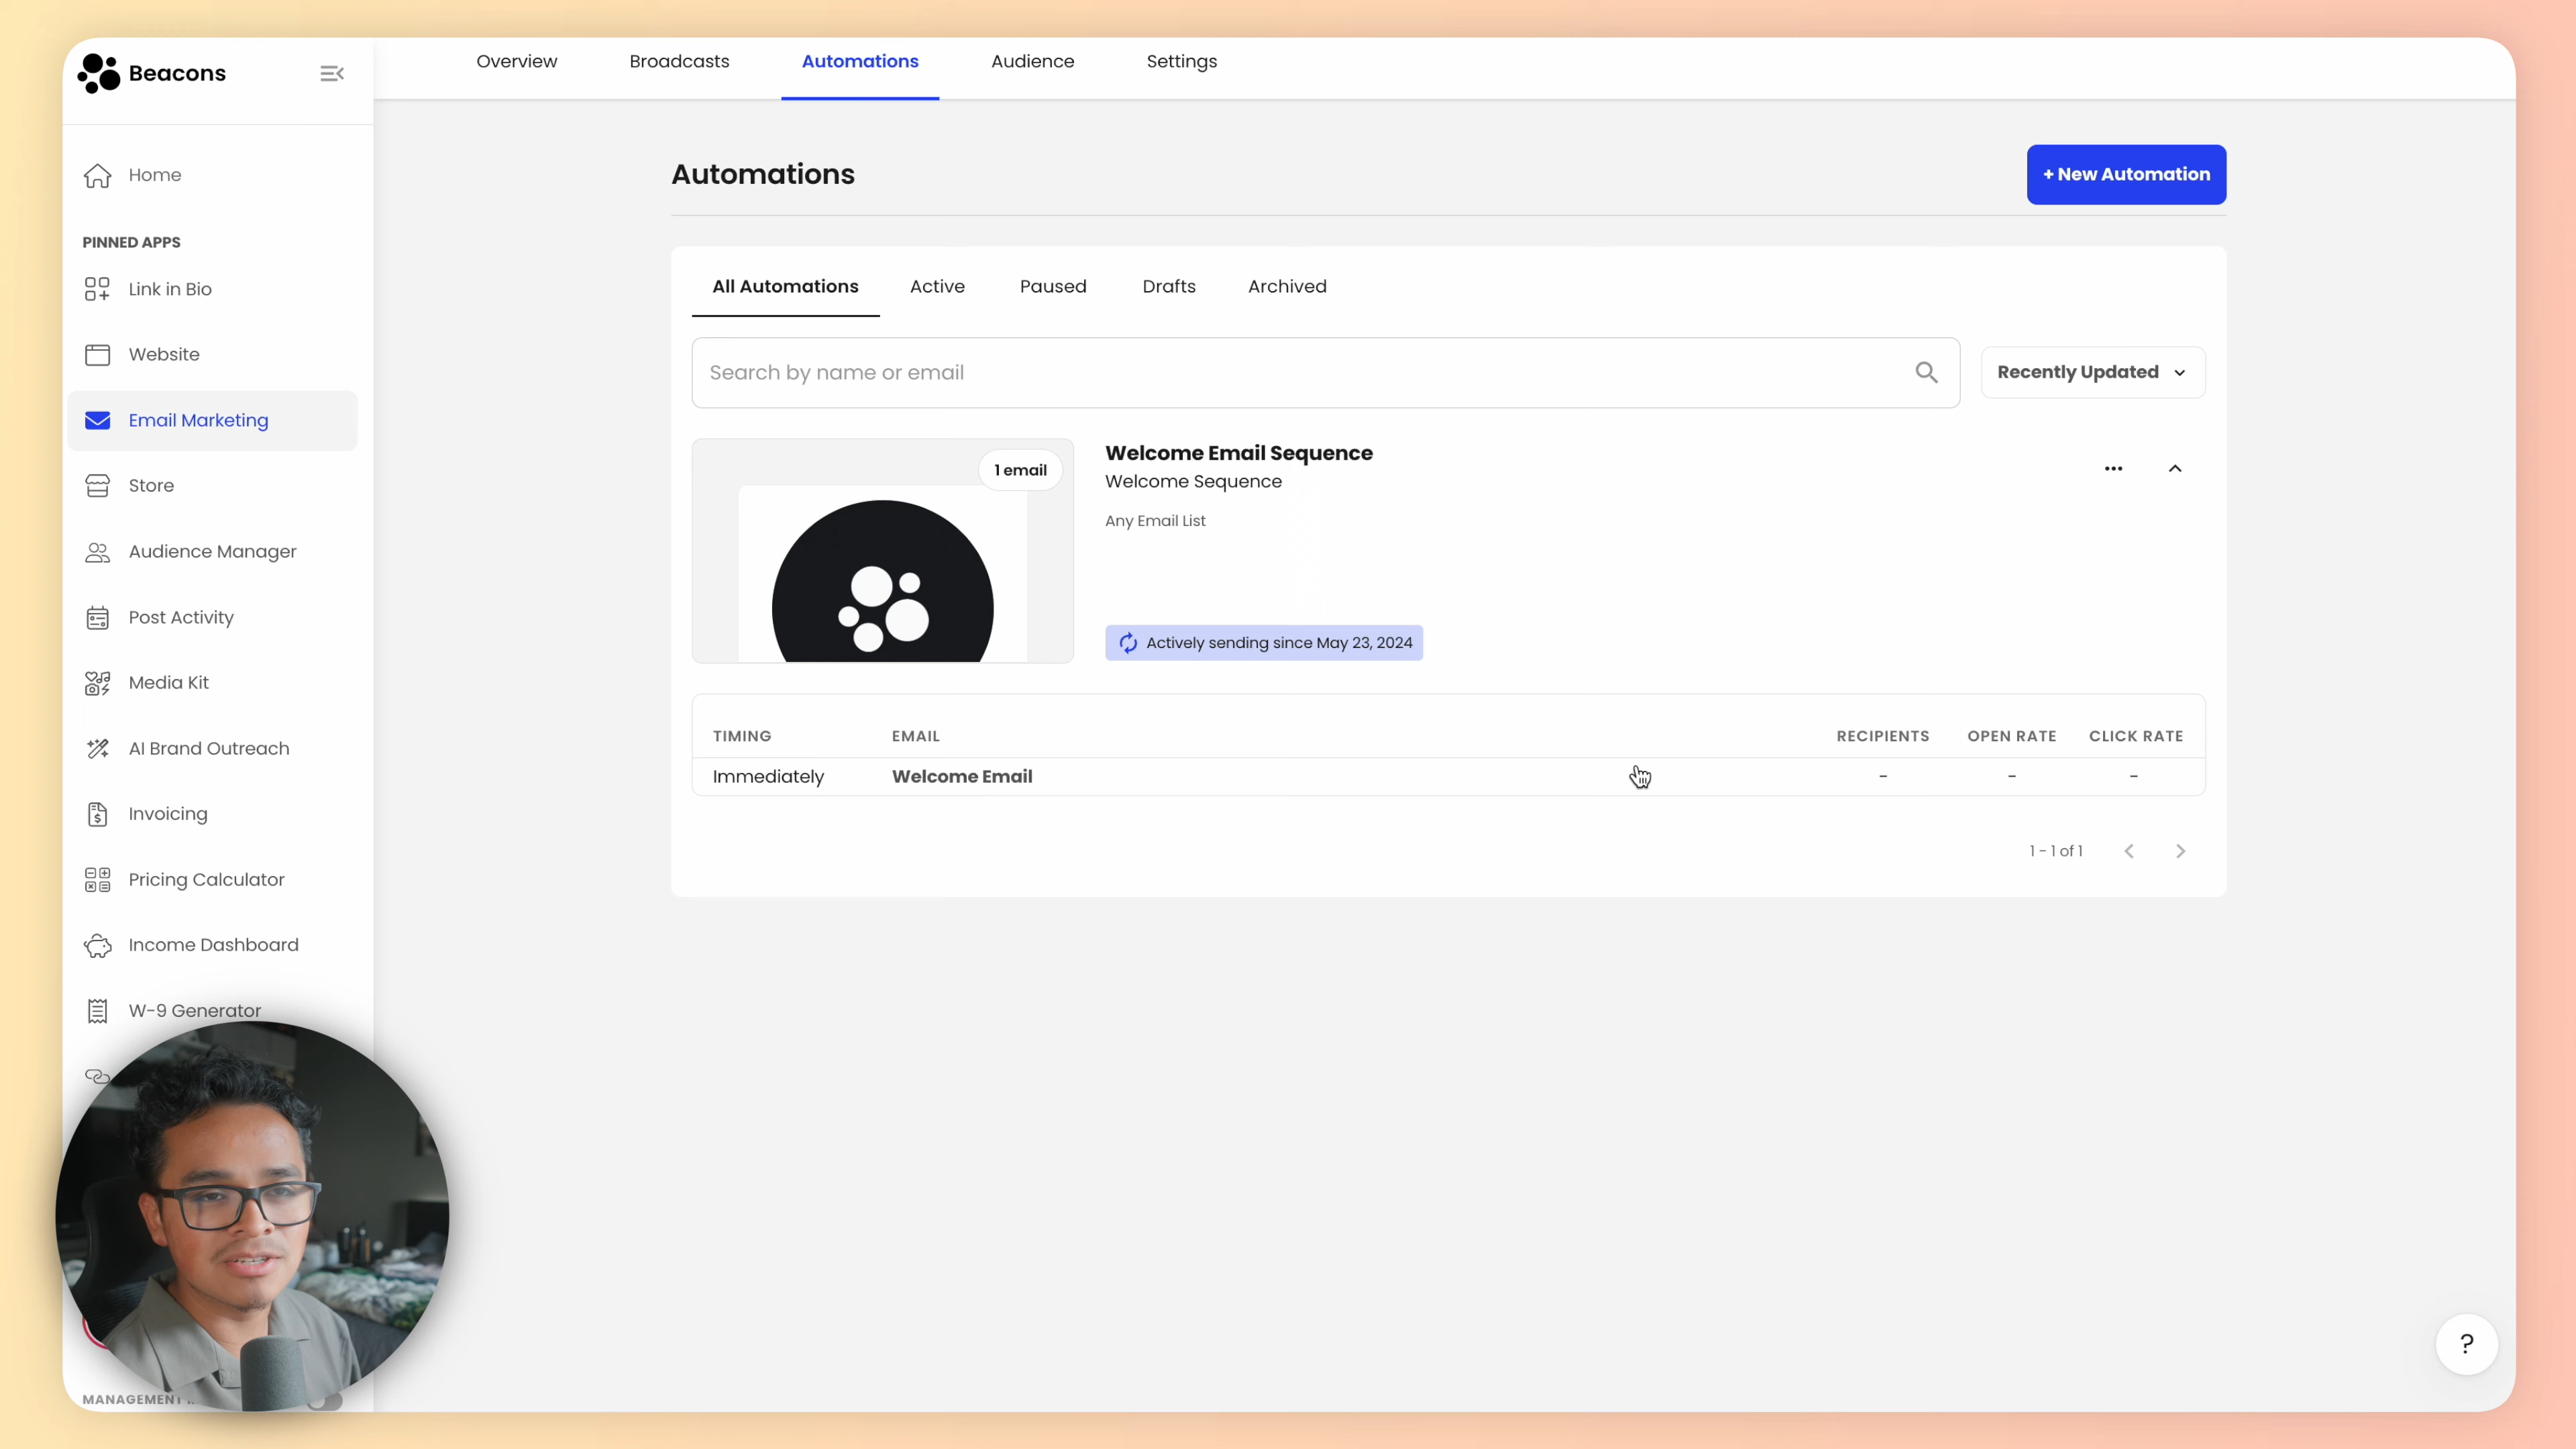 Beacons
Home
PINNED APPS
Link in Bio
Website
Email Marketing
Store
Audience Manager
Post Activity
Media Kit
AI Brand Outreach
Invoicing
Pricing Calculator
Income Dashboard
W-9 Generator
MANAGEMENT
Overview Broadcasts Automations Audience Settings
Automations
+ New Automation
All Automations Active Paused Drafts Archived
Search by name or email
Recently Updated
1 email
Welcome Email Sequence
Welcome Sequence
Any Email List
Actively sending since May 23, 2024
TIMING EMAIL RECIPIENTS OPEN RATE CLICK RATE
Immediately Welcome Email - - -
1 - 1 of 1
?